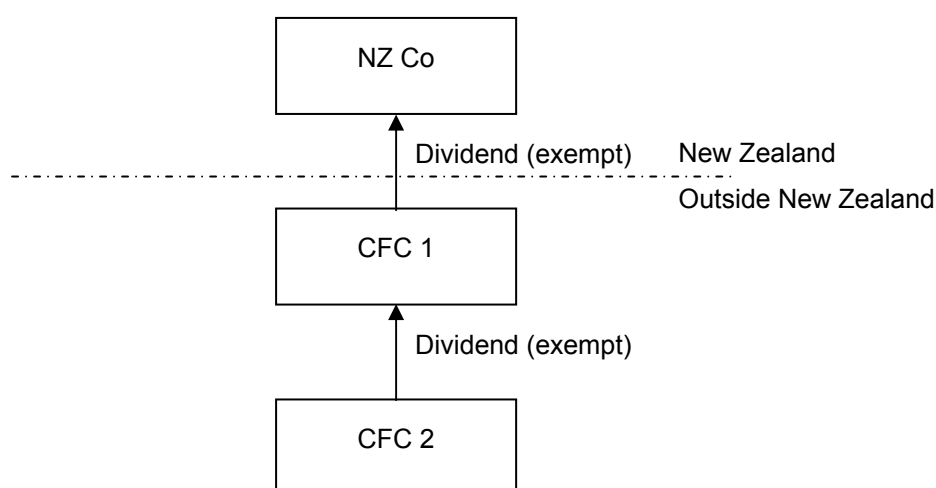 NZ Co
Dividend (exempt)
New Zealand
Outside New Zealand
CFC 1
Dividend (exempt)
CFC 2